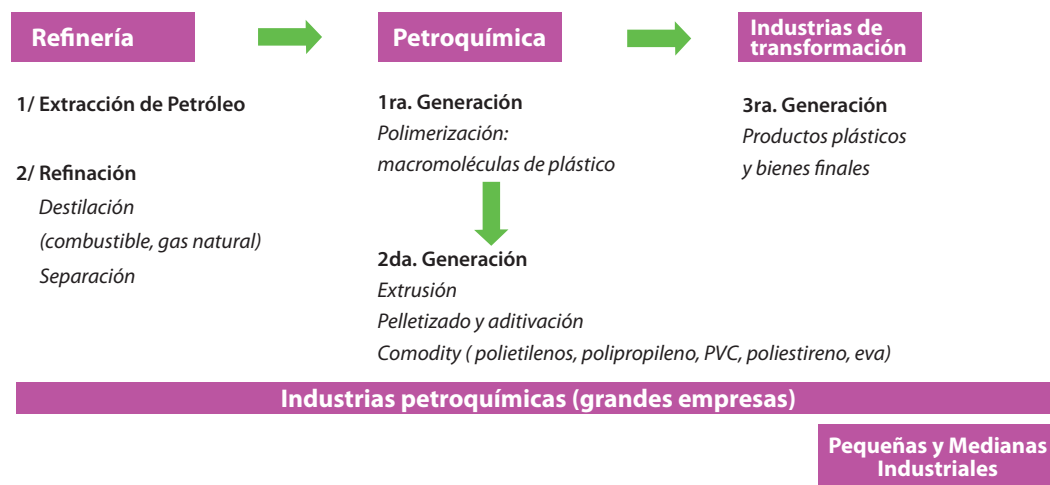 Refinería
Petroquímica
Industrias de
transformación
1/ Extracción de Petróleo
2/ Refinación
Destilación
(combustible, gas natural)
Separación
1ra. Generación
Polimerización:
macromoléculas de plástico
2da. Generación
Extrusión
Pelletizado y aditivación
Comodity ( polietilenos, polipropileno, PVC, poliestireno, eva)
3ra. Generación
Productos plásticos
y bienes finales
Industrias petroquímicas (grandes empresas)
Pequeñas y Medianas
Industriales